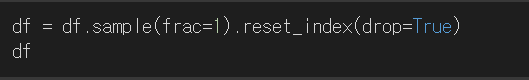 df = df.sample(frac=1).reset_index(drop=True)
df